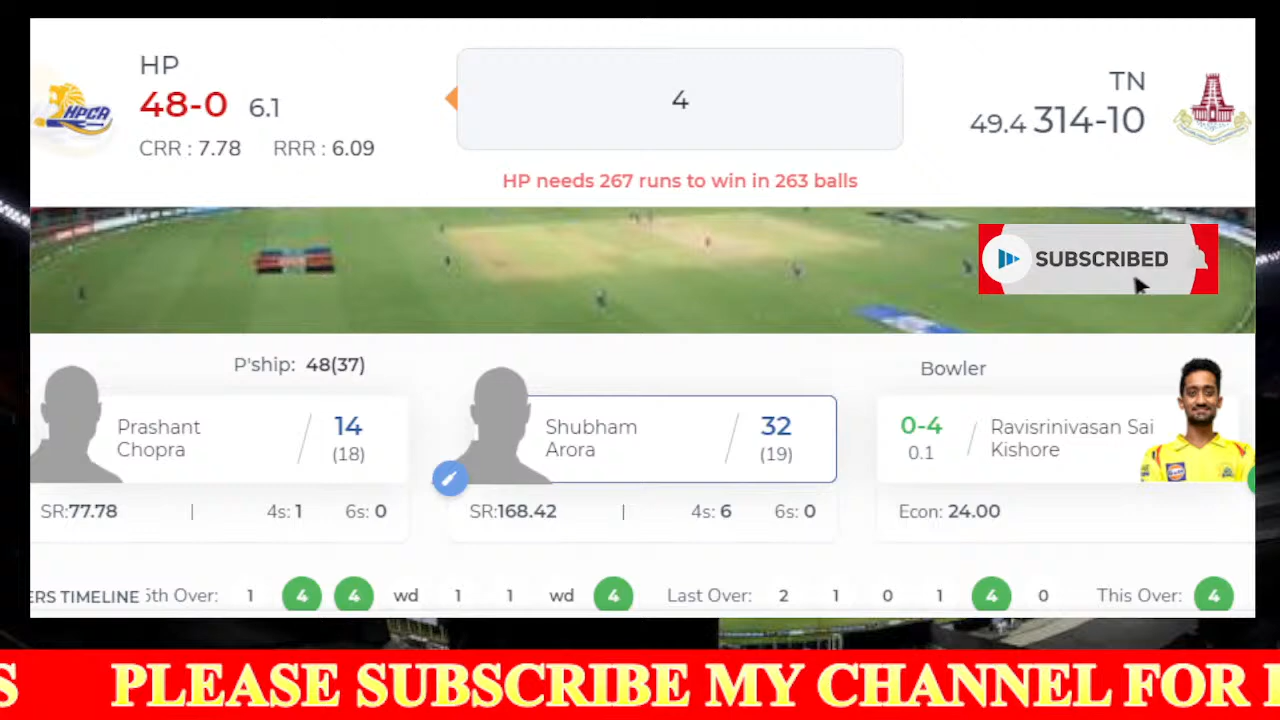 HP
48-0 6.1
CRR : 7.78 RRR : 6.09
HPCA
4
HP needs 267 runs to win in 263 balls
TN
49.4 314-10
SUBSCRIBED
P'ship: 48(37)
Prashant
Chopra
14
(18)
SR:77.78 | 4s: 1 6s: 0
Shubham
Arora
32
(19)
SR:168.42 | 4s: 6 6s: 0
Bowler
0-4
0.1
Ravisrinivasan Sai
Kishore
Econ: 24.00
ERS TIMELINE 5th Over: 1 4 4 wd 1 1 wd 4 Last Over: 2 1 0 1 4 0 This Over: 4
S PLEASE SUBSCRIBE MY CHANNEL FOR